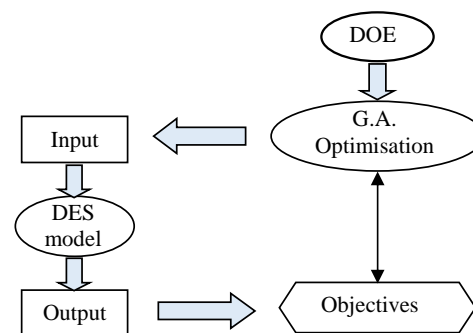 DOE
G.A.
Optimisation
Input
DES
model
Output
Objectives